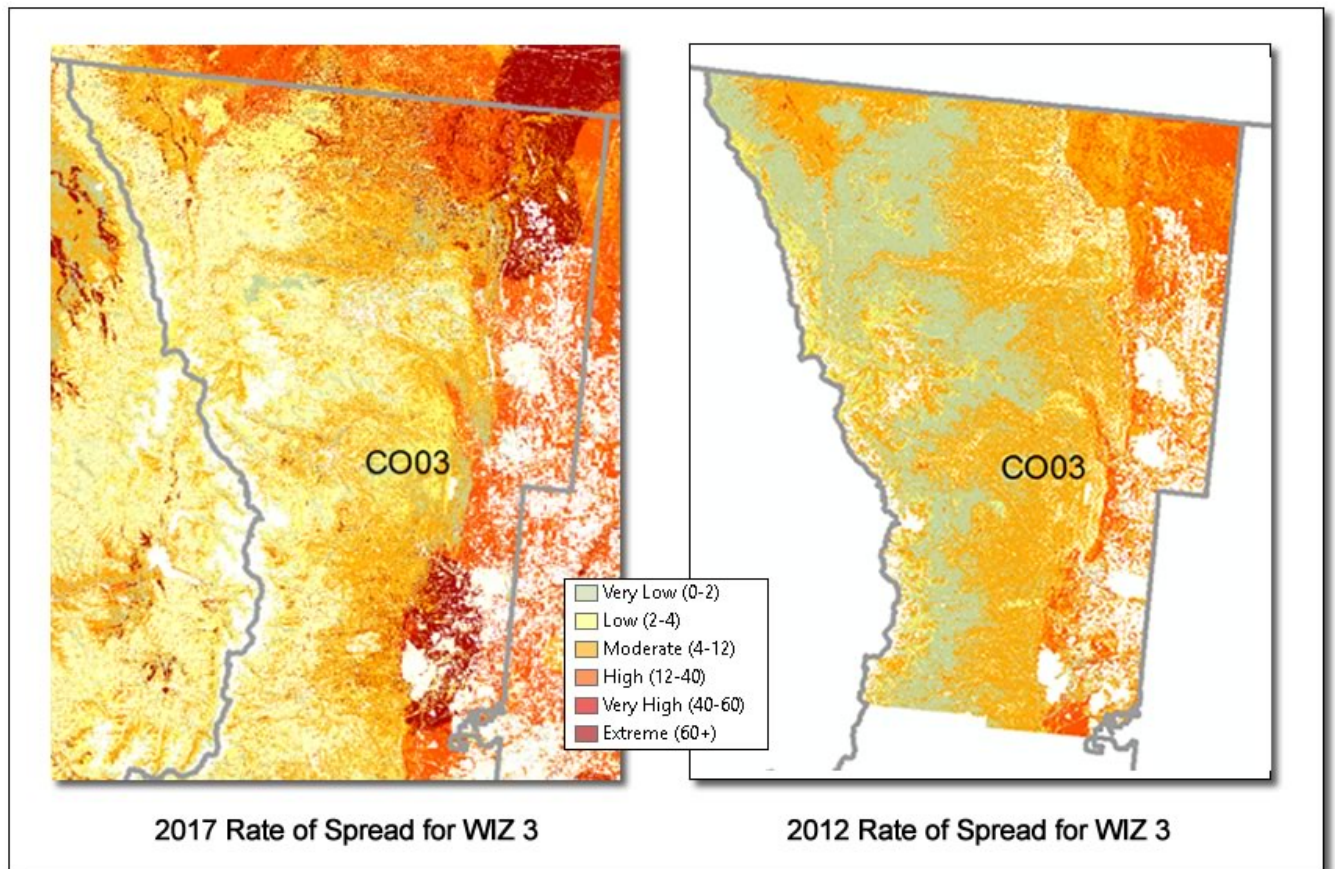 CO03
CO03
Very Low (0-2)
Low (2-4)
Moderate (4-12)
High (12-40)
Very High (40-60)
Extreme (60+)
2017 Rate of Spread for WIZ 3
2012 Rate of Spread for WIZ 3